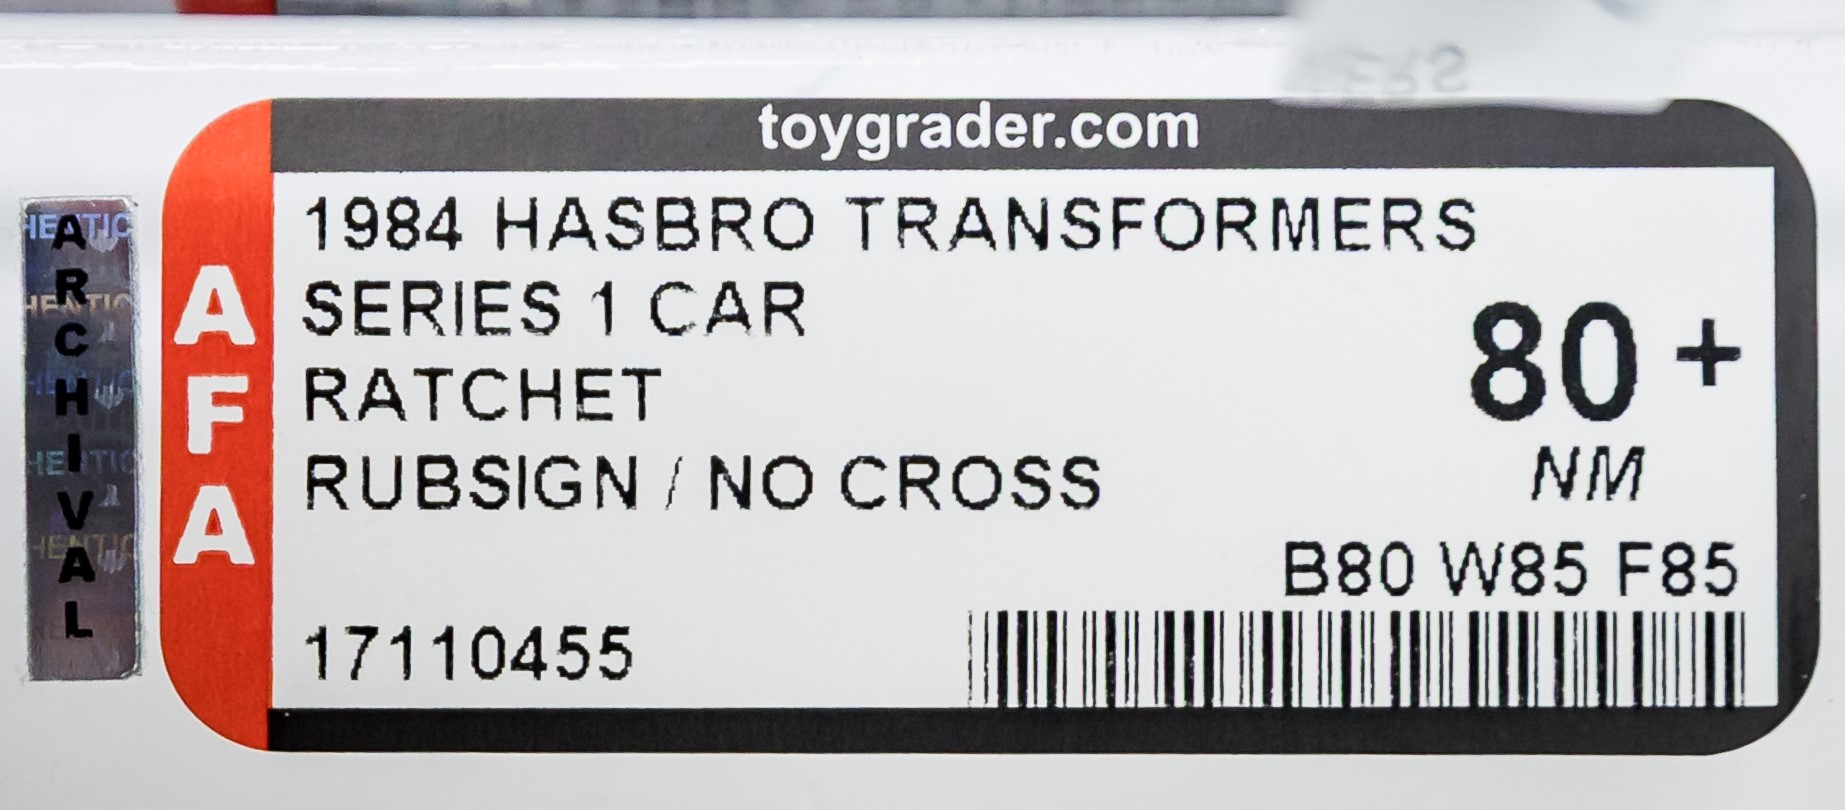 toygrader.com
ARCHIVAL
AFA
1984 HASBRO TRANSFORMERS
SERIES 1 CAR
RATCHET
RUBSIGN / NO CROSS
80+
NM
B80 W85 F85
17110455